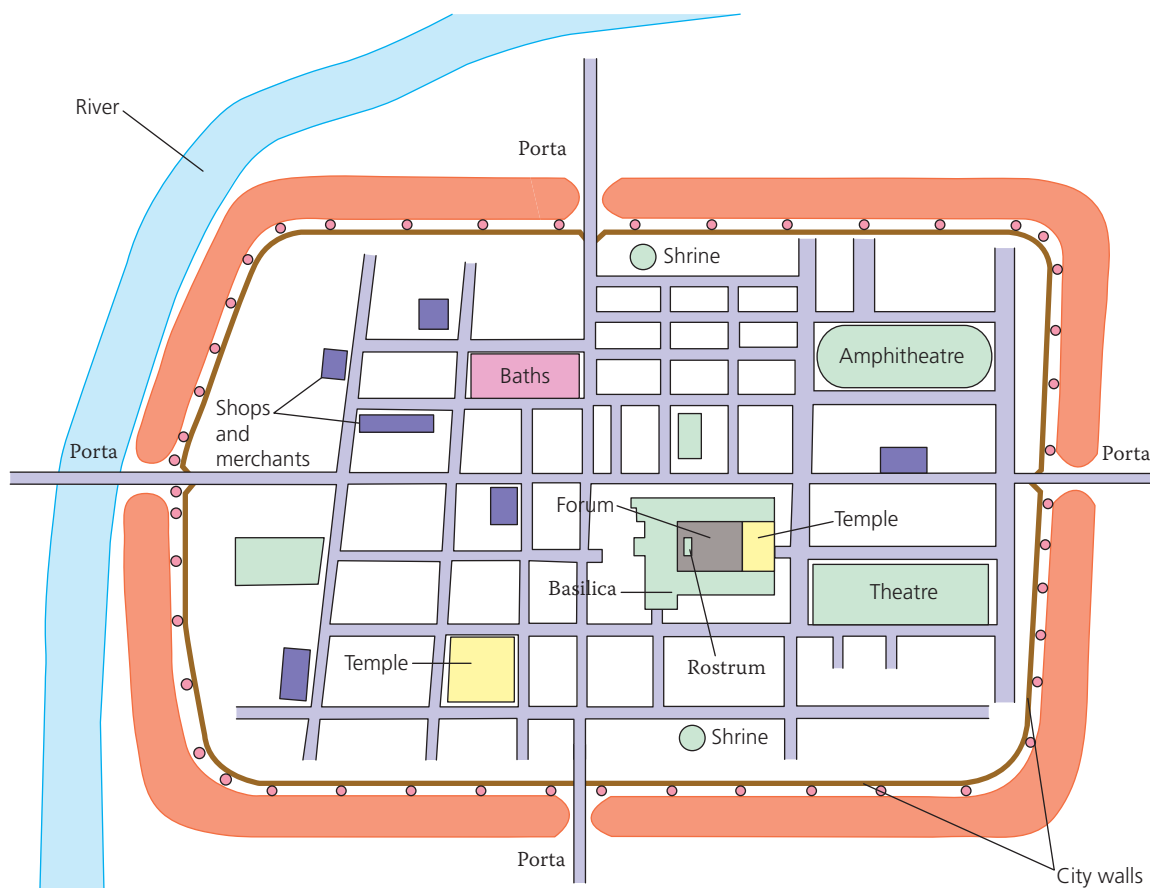 River
Porta
Shrine
Amphitheatre
Baths
Shops
and
merchants
Porta
Porta
Forum
Temple
Basilica
Theatre
Temple
Rostrum
Shrine
Porta
City walls